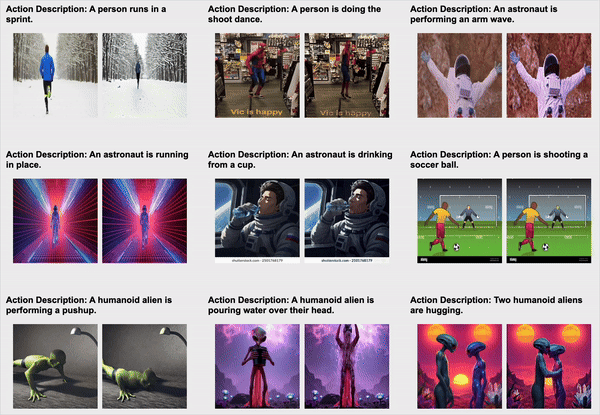 Action Description: A person runs in a
sprint.
Action Description: A person is doing the
shoot dance.
Action Description: An astronaut is
performing an arm wave.
Vic is happy
Vic is happy
Action Description: An astronaut is running
in place.
Action Description: An astronaut is drinking
from a cup.
Action Description: A person is shooting a
soccer ball.
shutterstock.com · 2505768179
shutterstock.com · 2505768179
Action Description: A humanoid alien is
performing a pushup.
Action Description: A humanoid alien is
pouring water over their head.
Action Description: Two humanoid aliens
are hugging.